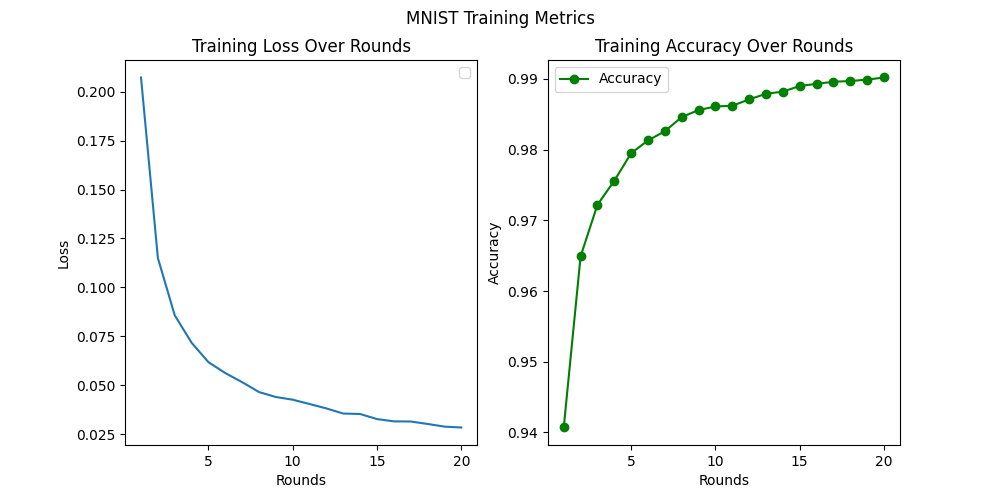 MNIST Training Metrics
Training Loss Over Rounds
0.200
0.175
0.150
0.125
0.100
0.075
0.050
0.025
Loss
5
10
15
20
Rounds
Training Accuracy Over Rounds
Accuracy
0.99
0.98
0.97
0.96
0.95
0.94
Accuracy
5
10
15
20
Rounds